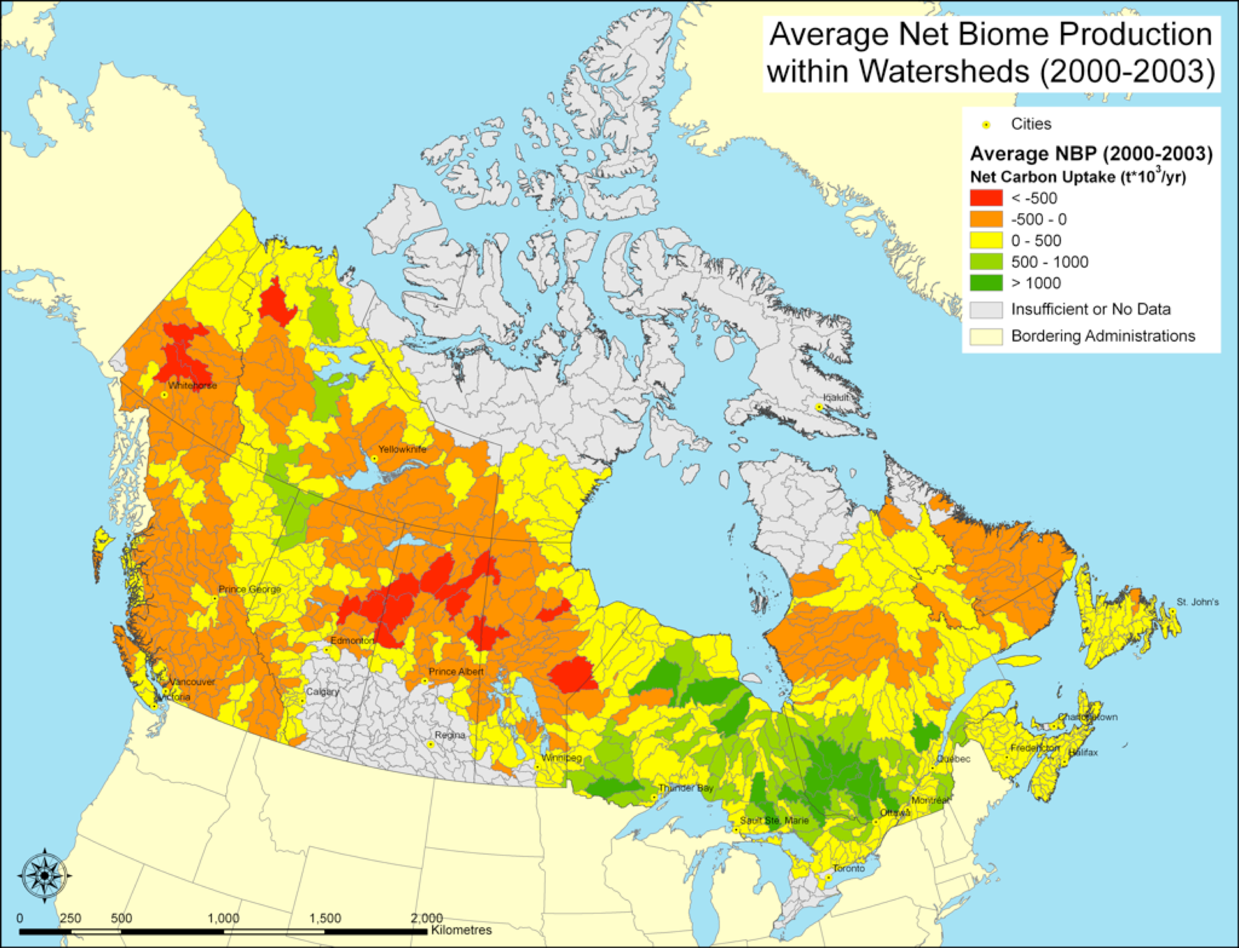 Average Net Biome Production
within Watersheds (2000-2003)
Cities
Average NBP (2000-2003)
Net Carbon Uptake (t*10³/yr)
< -500
-500 - 0
0 - 500
500 - 1000
> 1000
Insufficient or No Data
Bordering Administrations
Whitehorse
Iqaluit
Yellowknife
Prince George
St. John's
Edmonton
Prince Albert
Vancouver
Calgary
Victoria
Charlottetown
Regina
Fredericton
Halifax
Winnibeg
Québec
Thunder Bay
Montréal
Ottawa
Sault Ste. Marie
Toronto
0 250 500 1,000 1,500 2,000
Kilometres